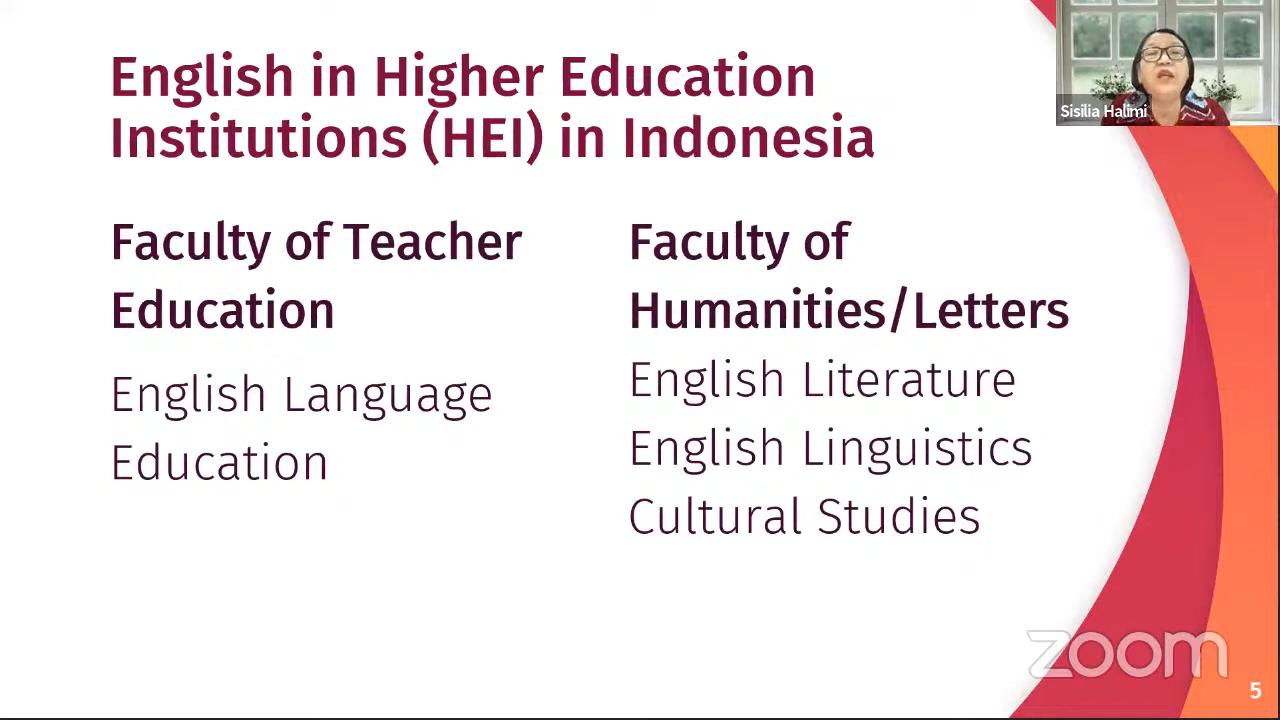 English in Higher Education
Institutions (HEI) in Indonesia
Sisilia Halimi
Faculty of Teacher
Education
English Language
Education
Faculty of
Humanities/Letters
English Literature
English Linguistics
Cultural Studies
zoom
5